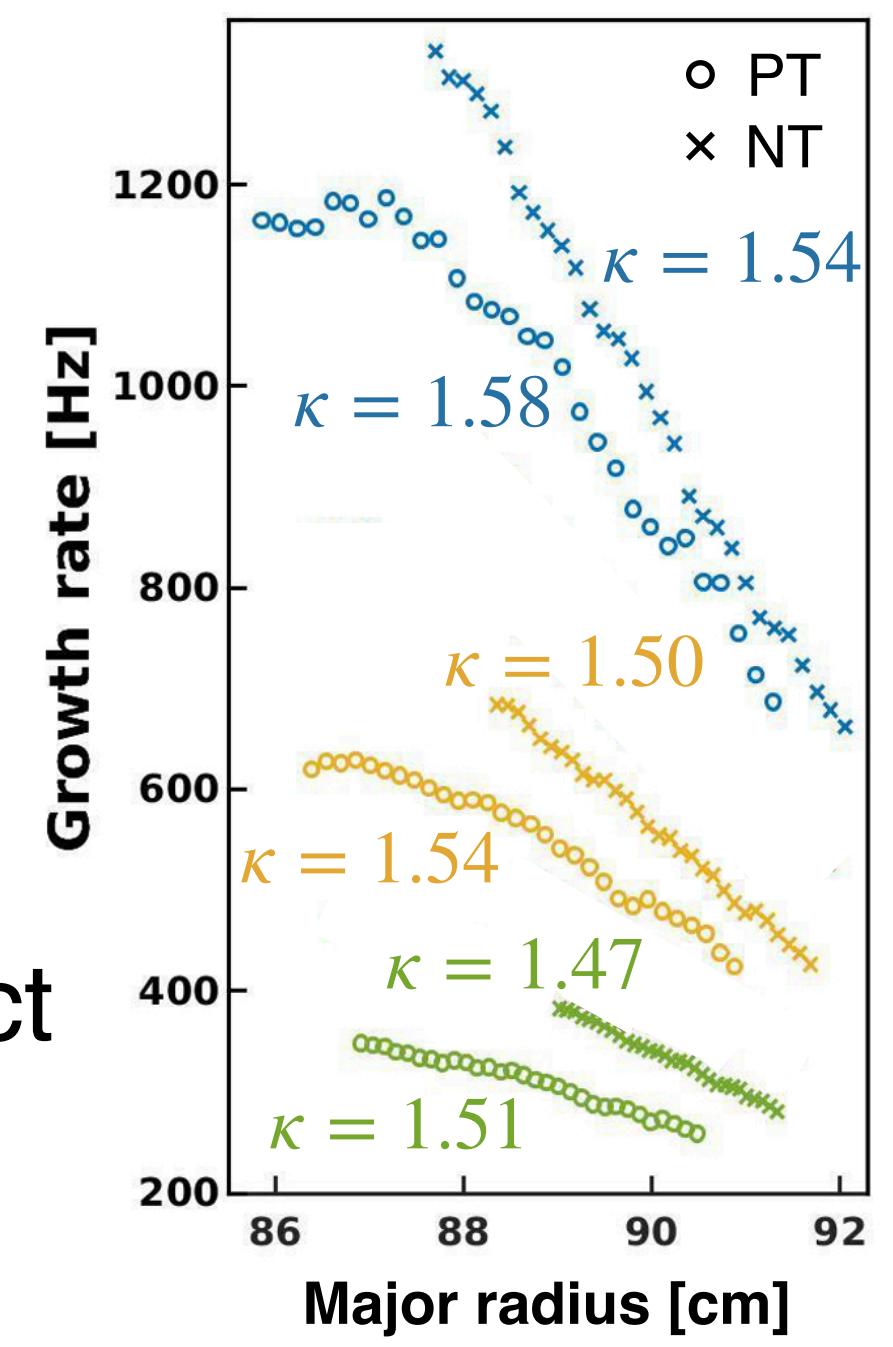 PT
NT
1200
κ = 1.54
1000
κ = 1.58
800
κ = 1.50
600
κ = 1.54
κ = 1.47
ct
400
κ = 1.51
200
86 88 90 92
Growth rate [Hz]
Major radius [cm]